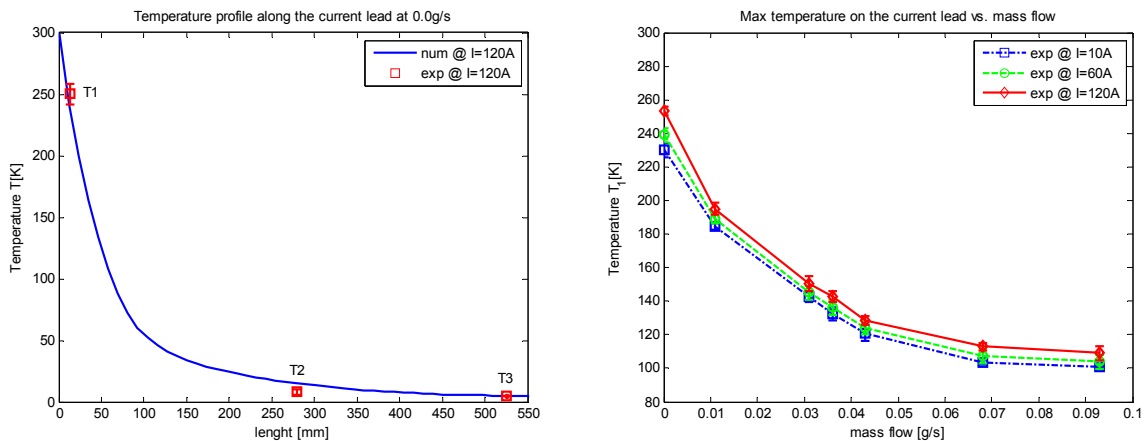 Temperature profile along the current lead at 0.0g/s
300
250
200
150
100
50
0
0 50 100 150 200 250 300 350 400 450 500 550
Temperature T[K]
lenght [mm]
num @ I=120A
exp @ I=120A
T1
T2
T3
Max temperature on the current lead vs. mass flow
300
280
260
240
220
200
180
160
140
120
100
80
0 0.01 0.02 0.03 0.04 0.05 0.06 0.07 0.08 0.09 0.1
Temperature T1[K]
mass flow [g/s]
exp @ I=10A
exp @ I=60A
exp @ I=120A